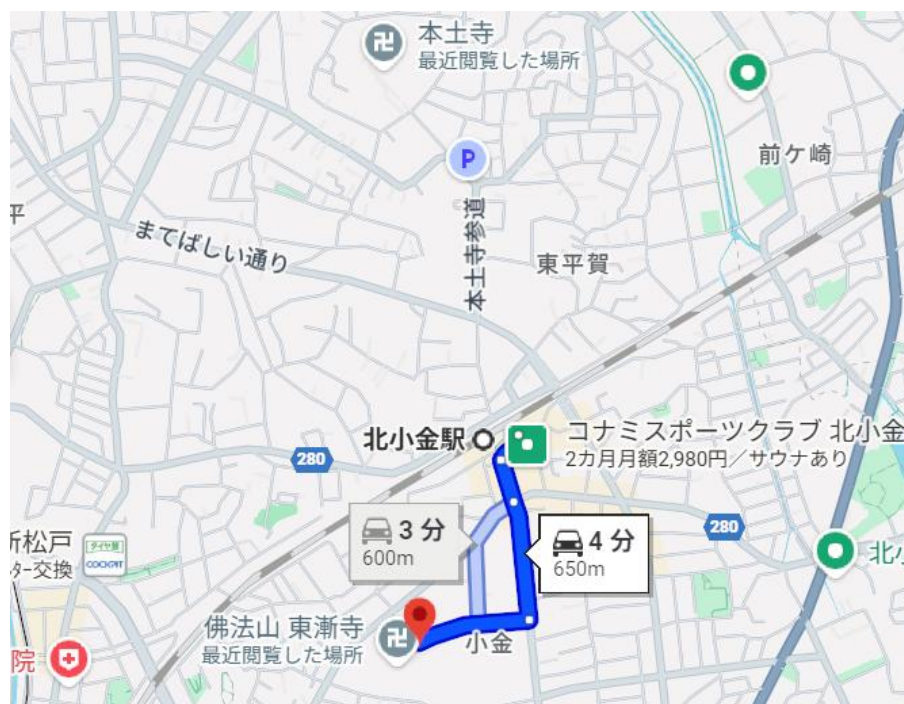 本土寺
最近閲覧した場所
P
前ケ崎
平
まてばしい通り
本土寺参道
東平賀
北小金駅
コナミスポーツクラブ 北小金
2カ月月額2,980円／サウナあり
280
3 分
600m
4 分
650m
280
新松戸
ター交換
タイヤ館
COCKPIT
北小
佛法山 東漸寺
最近閲覧した場所
小金
院